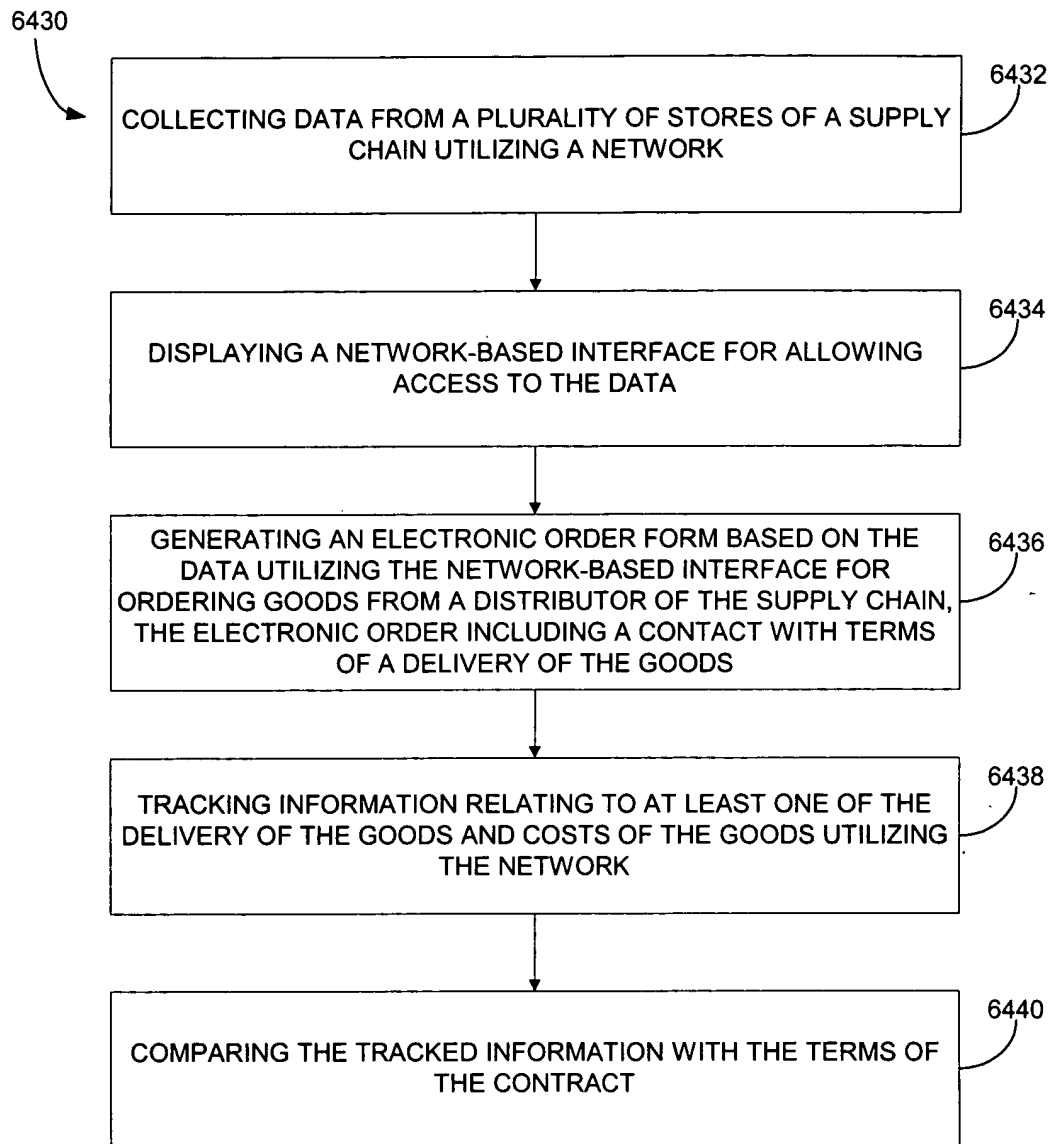 6430
6432
COLLECTING DATA FROM A PLURALITY OF STORES OF A SUPPLY
CHAIN UTILIZING A NETWORK
6434
DISPLAYING A NETWORK-BASED INTERFACE FOR ALLOWING
ACCESS TO THE DATA
6436
GENERATING AN ELECTRONIC ORDER FORM BASED ON THE
DATA UTILIZING THE NETWORK-BASED INTERFACE FOR
ORDERING GOODS FROM A DISTRIBUTOR OF THE SUPPLY CHAIN,
THE ELECTRONIC ORDER INCLUDING A CONTACT WITH TERMS
OF A DELIVERY OF THE GOODS
6438
TRACKING INFORMATION RELATING TO AT LEAST ONE OF THE
DELIVERY OF THE GOODS AND COSTS OF THE GOODS UTILIZING
THE NETWORK
6440
COMPARING THE TRACKED INFORMATION WITH THE TERMS OF
THE CONTRACT